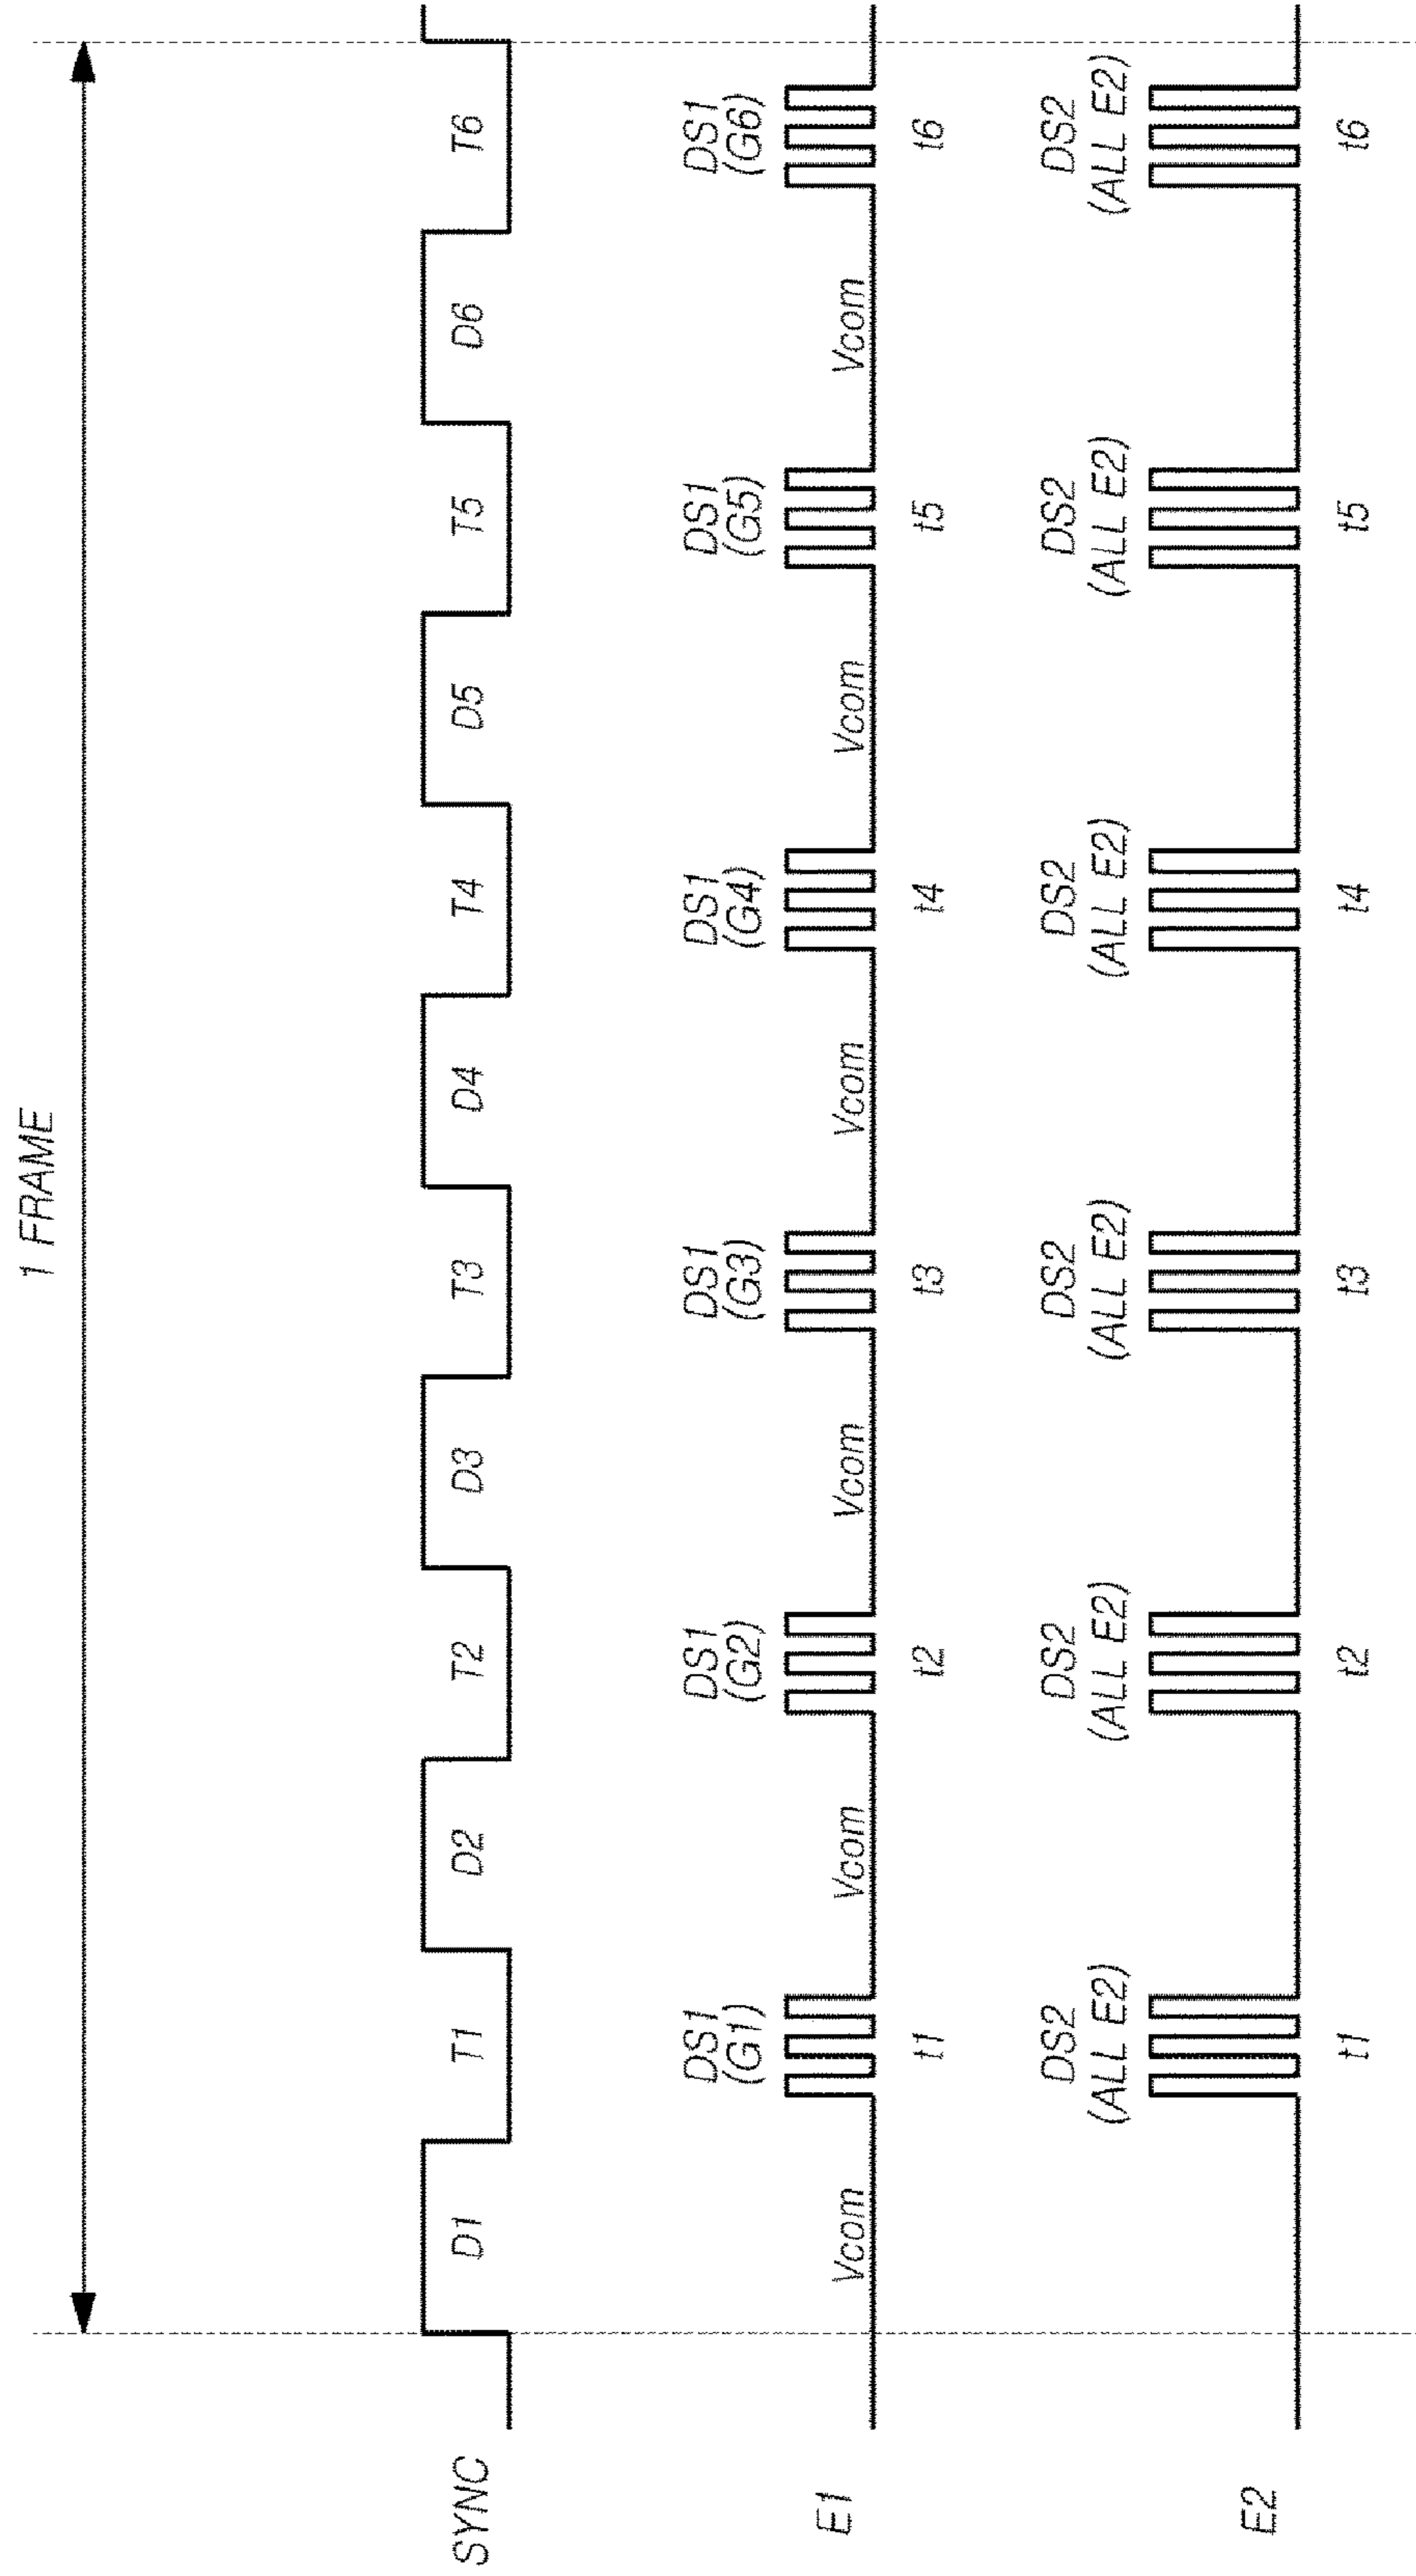 1 FRAME
SYNC
D1 T1 D2 T2 D3 T3 D4 T4 D5 T5 D6 T6
DS1 DS1 DS1 DS1 DS1 DS1
(G1) (G2) (G3) (G4) (G5) (G6)
E1
Vcom Vcom Vcom Vcom Vcom Vcom
t1 t2 t3 t4 t5 t6
DS2 DS2 DS2 DS2 DS2 DS2
(ALL E2) (ALL E2) (ALL E2) (ALL E2) (ALL E2) (ALL E2)
E2
t1 t2 t3 t4 t5 t6